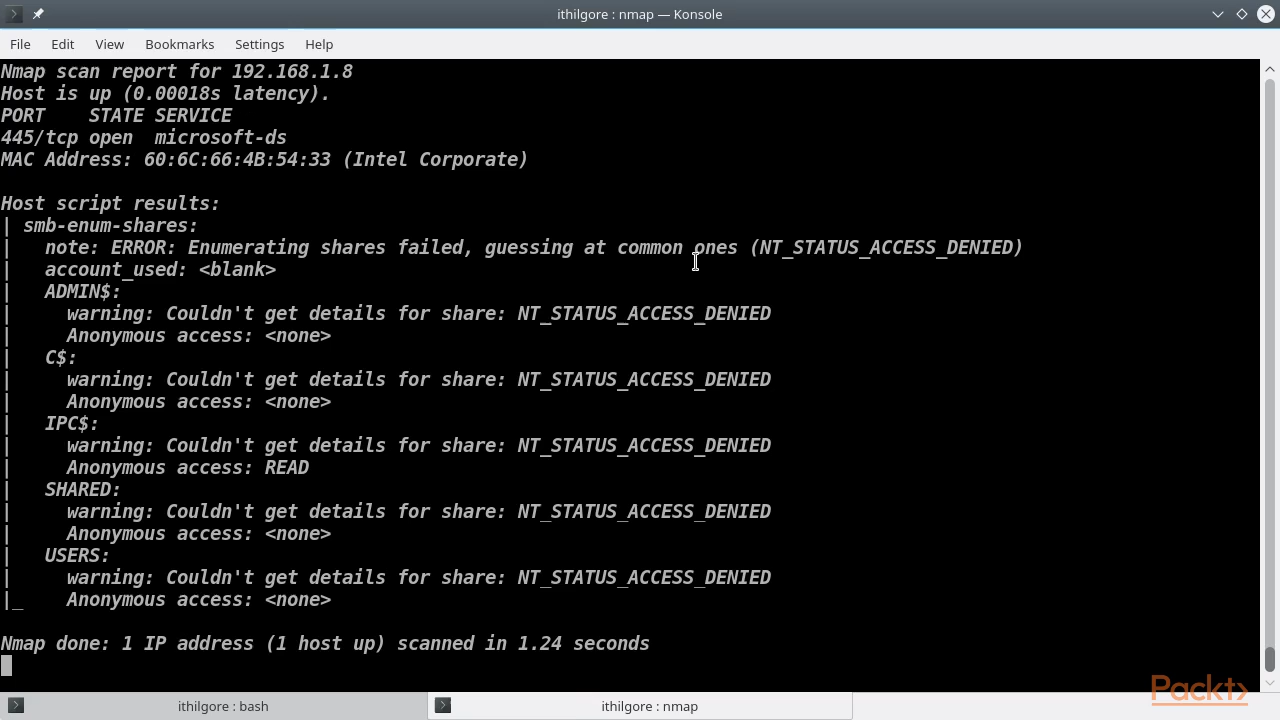 ithilgore : nmap — Konsole
File Edit View Bookmarks Settings Help
Nmap scan report for 192.168.1.8
Host is up (0.00018s latency).
PORT    STATE SERVICE
445/tcp open  microsoft-ds
MAC Address: 60:6C:66:4B:54:33 (Intel Corporate)
Host script results:
| smb-enum-shares:
|   note: ERROR: Enumerating shares failed, guessing at common ones (NT_STATUS_ACCESS_DENIED)
|   account_used: <blank>
|   ADMIN$:
|     warning: Couldn't get details for share: NT_STATUS_ACCESS_DENIED
|     Anonymous access: <none>
|   C$:
|     warning: Couldn't get details for share: NT_STATUS_ACCESS_DENIED
|     Anonymous access: <none>
|   IPC$:
|     warning: Couldn't get details for share: NT_STATUS_ACCESS_DENIED
|     Anonymous access: READ
|   SHARED:
|     warning: Couldn't get details for share: NT_STATUS_ACCESS_DENIED
|     Anonymous access: <none>
|   USERS:
|     warning: Couldn't get details for share: NT_STATUS_ACCESS_DENIED
|_    Anonymous access: <none>
Nmap done: 1 IP address (1 host up) scanned in 1.24 seconds
Packt>
ithilgore : bash
ithilgore : nmap